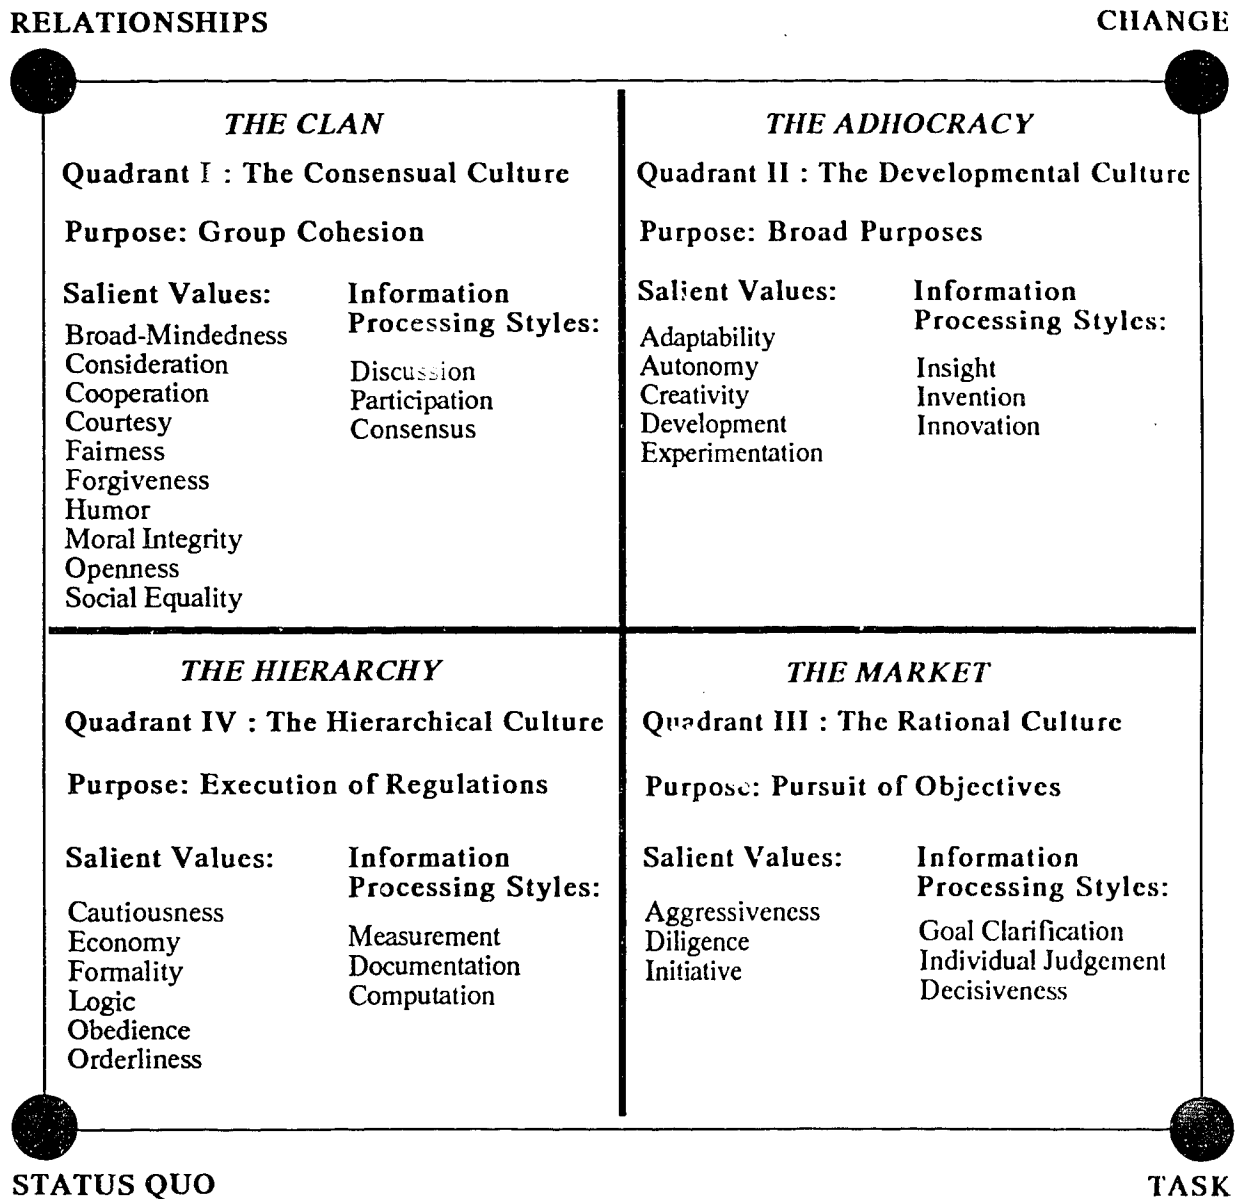 RELATIONSHIPS
CHANGE
THE CLAN
Quadrant I : The Consensual Culture
Purpose: Group Cohesion
Salient Values:
Broad-Mindedness
Consideration
Cooperation
Courtesy
Fairness
Forgiveness
Humor
Moral Integrity
Openness
Social Equality
Information
Processing Styles:
Discussion
Participation
Consensus
THE ADHOCRACY
Quadrant II : The Developmental Culture
Purpose: Broad Purposes
Salient Values:
Adaptability
Autonomy
Creativity
Development
Experimentation
Information
Processing Styles:
Insight
Invention
Innovation
THE HIERARCHY
Quadrant IV : The Hierarchical Culture
Purpose: Execution of Regulations
Salient Values:
Cautiousness
Economy
Formality
Logic
Obedience
Orderliness
Information
Processing Styles:
Measurement
Documentation
Computation
THE MARKET
Quadrant III : The Rational Culture
Purpose: Pursuit of Objectives
Salient Values:
Aggressiveness
Diligence
Initiative
Information
Processing Styles:
Goal Clarification
Individual Judgement
Decisiveness
STATUS QUO
TASK